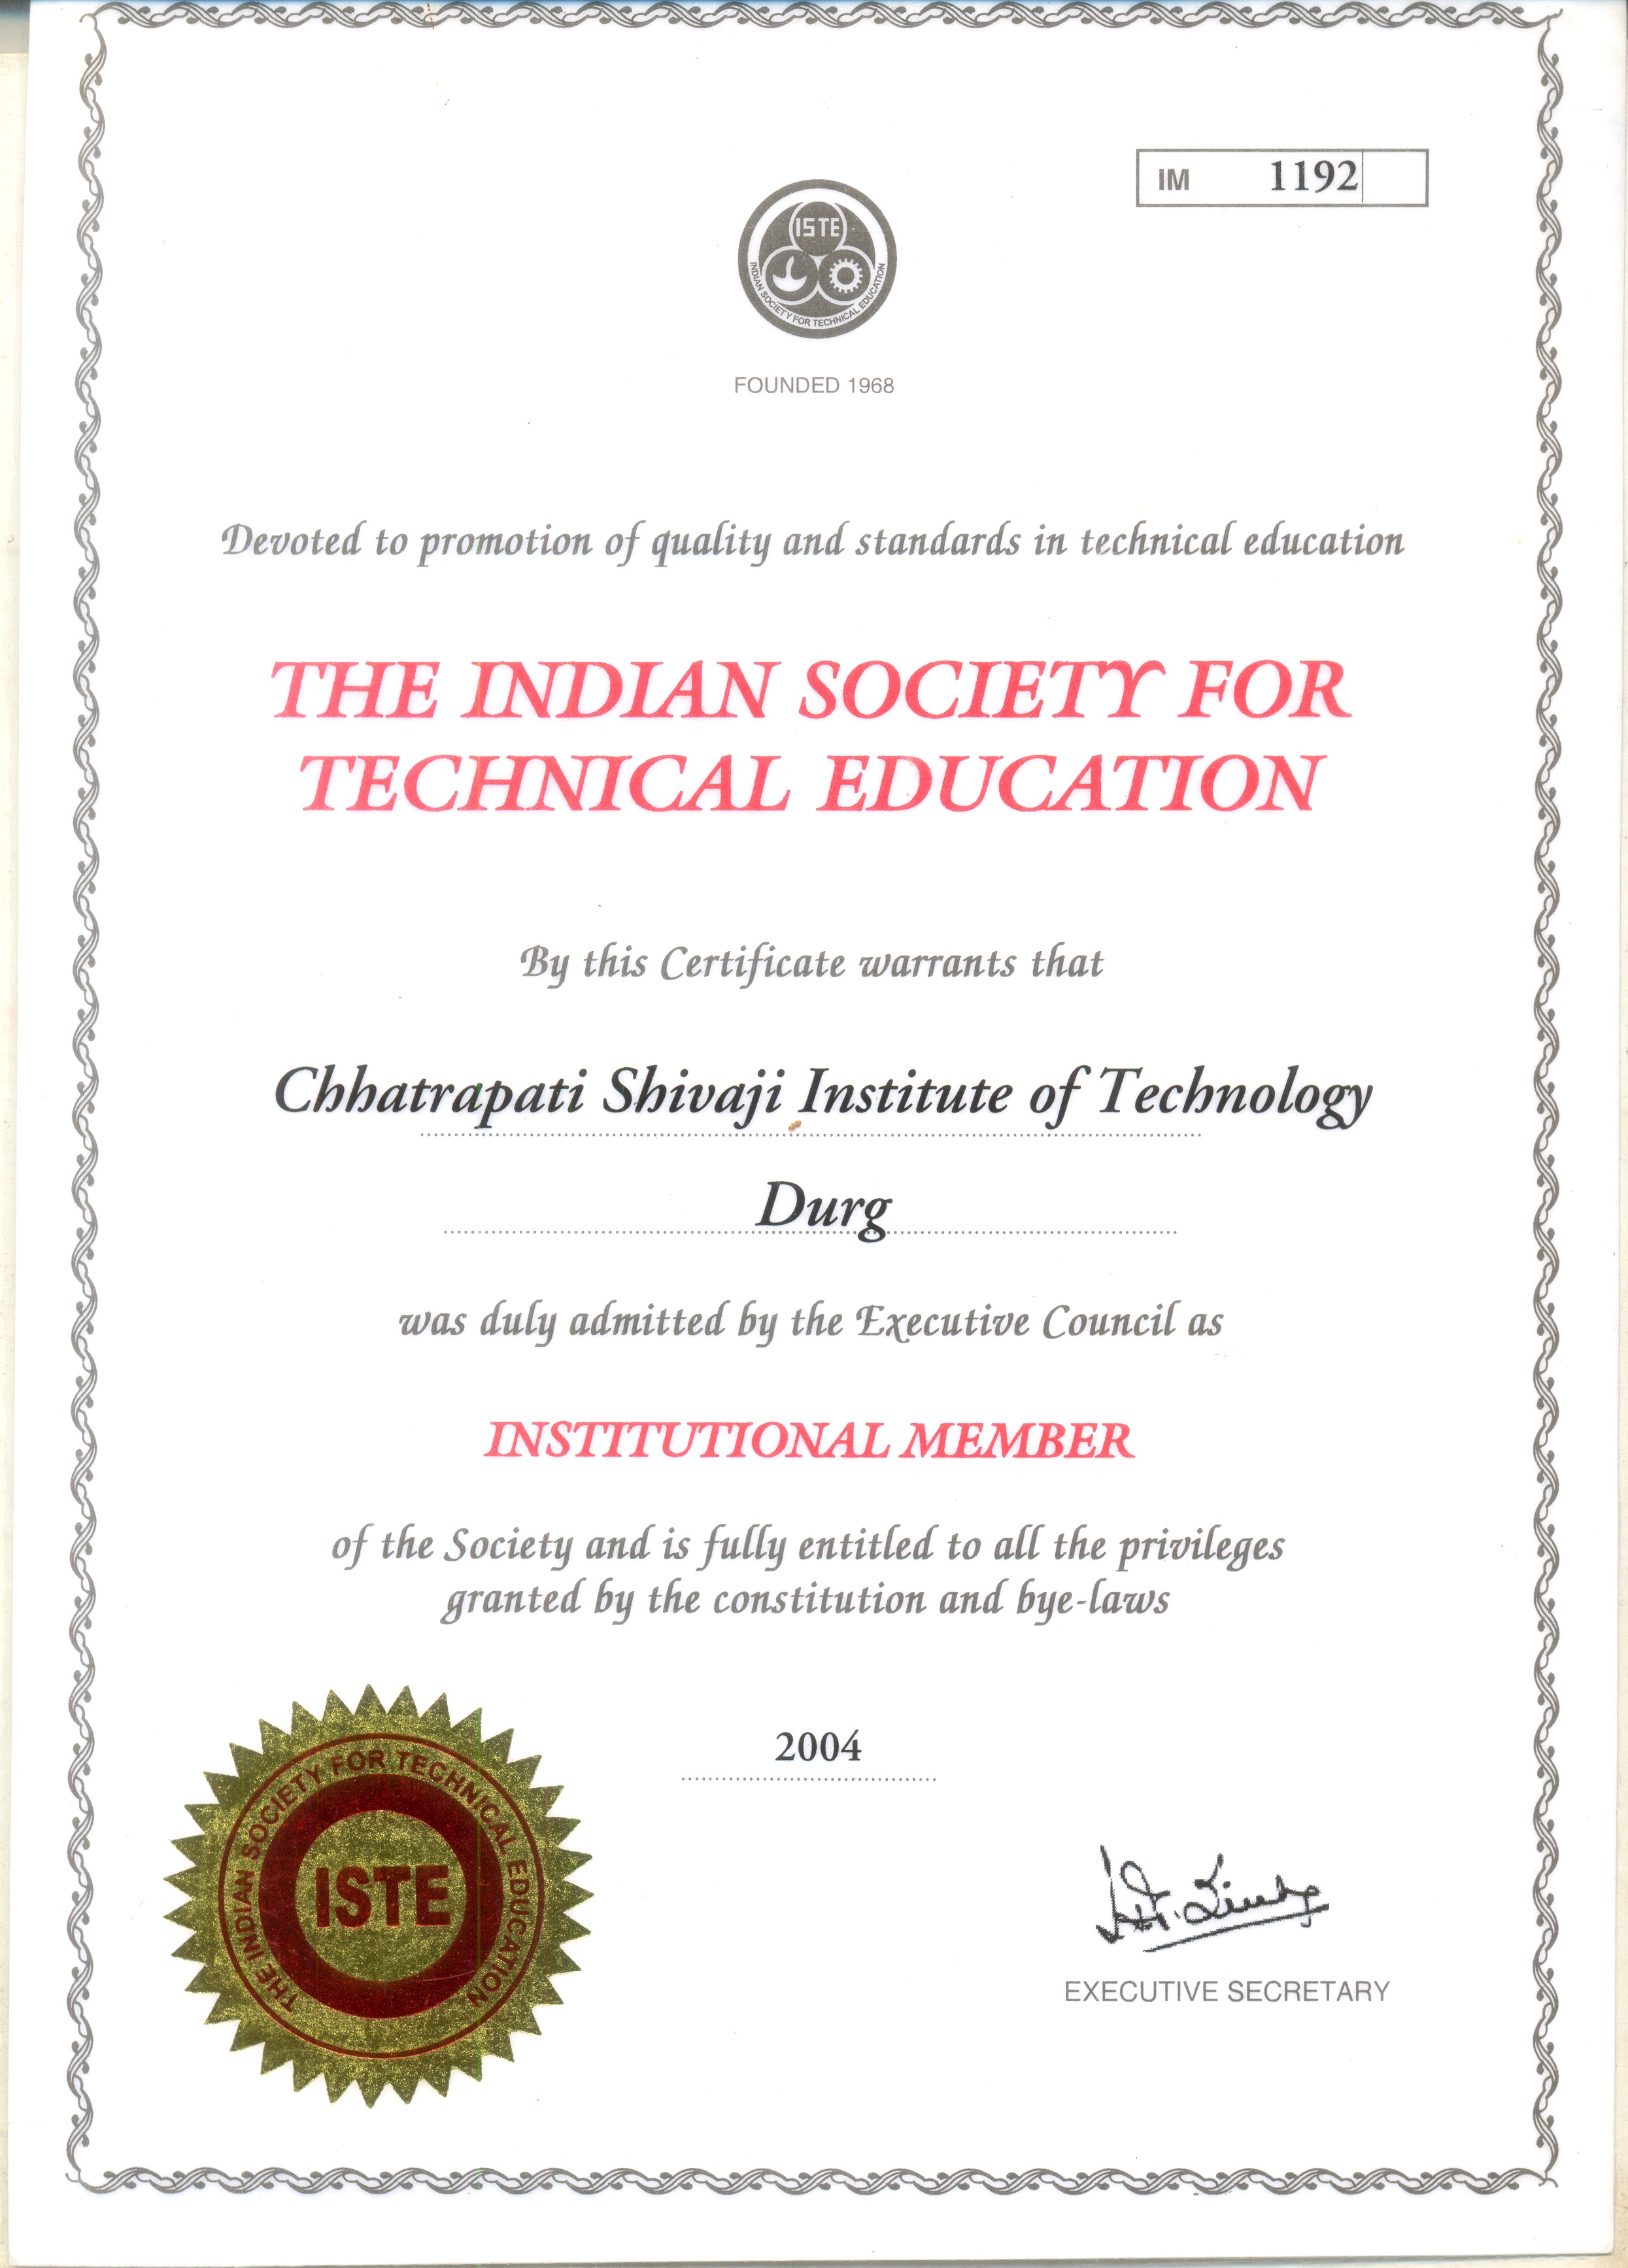 IM 1192
ISTE
INDIAN SOCIETY FOR TECHNICAL EDUCATION
FOUNDED 1968
Devoted to promotion of quality and standards in technical education
THE INDIAN SOCIETY FOR
TECHNICAL EDUCATION
By this Certificate warrants that
Chhatrapati Shivaji Institute of Technology
Durg
was duly admitted by the Executive Council as
INSTITUTIONAL MEMBER
of the Society and is fully entitled to all the privileges
granted by the constitution and bye-laws
2004
THE INDIAN SOCIETY FOR TECHNICAL EDUCATION
ISTE
EXECUTIVE SECRETARY